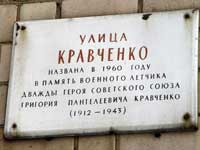 УЛИЦА
КРАВЧЕНКО
НАЗВАНА В 1960 ГОДУ
В ПАМЯТЬ ВОЕННОГО ЛЕТЧИКА
ДВАЖДЫ ГЕРОЯ СОВЕТСКОГО СОЮЗА
ГРИГОРИЯ ПАНТЕЛЕЕВИЧА КРАВЧЕНКО
(1912—1943)